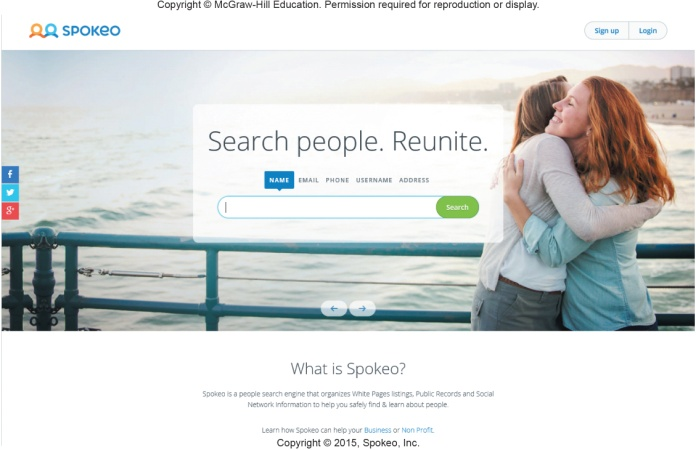 Copyright © McGraw-Hill Education. Permission required for reproduction or display.
SPOKEO
Sign up
Login
Search people. Reunite.
NAME EMAIL PHONE USERNAME ADDRESS
Search
What is Spokeo?
Spokeo is a people search engine that organizes White Pages listings, Public Records and Social
Network Information to help you safely find & learn about people.
Learn how Spokeo can help your Business or Non Profit.
Copyright © 2015, Spokeo, Inc.